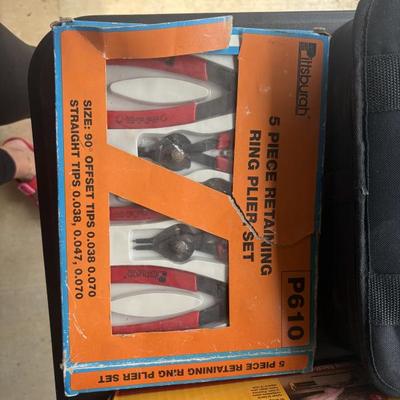 Pittsburgh
5 PIECE RETAINING
RING PLIER SET
P610
SIZE: 90° OFFSET TIPS 0.038 0.070
STRAIGHT TIPS 0.038, 0.047, 0.070
5 PIECE RETAINING RING PLIER SET